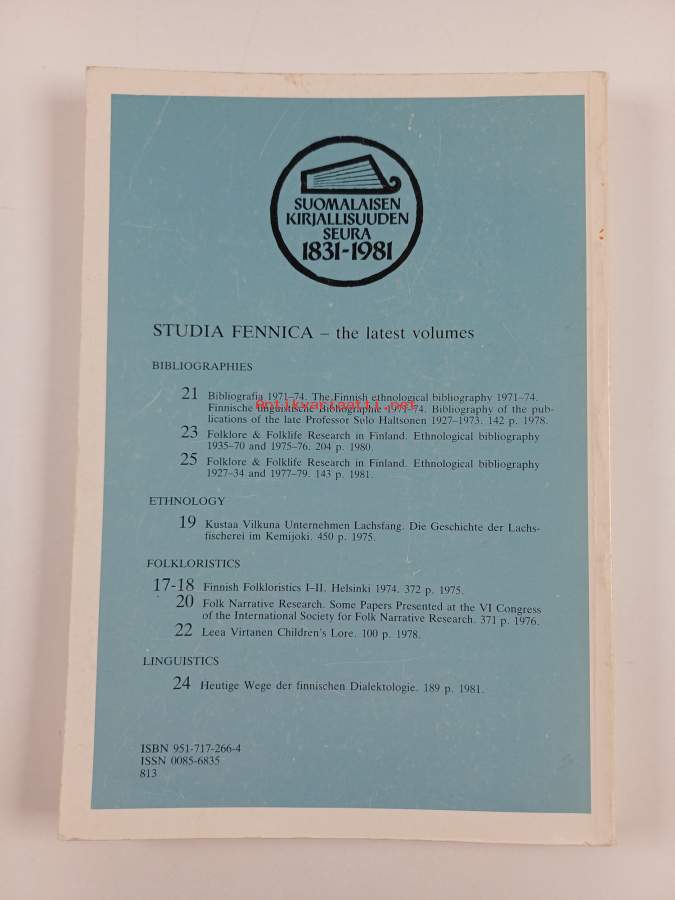 SUOMALAISEN
KIRJALLISUUDEN
SEURA
1831-1981
STUDIA FENNICA – the latest volumes
BIBLIOGRAPHIES
21 Bibliografia 1971–74. The Finnish ethnological bibliography 1971–74.
Finnische linguistische Bibliographie 1971–74. Bibliography of the pub-
lications of the late Professor Sulo Haltsonen 1927–1973. 142 p. 1978.
Antikvariaatti.net
23 Folklore & Folklife Research in Finland. Ethnological bibliography
1935–70 and 1975–76. 204 p. 1980.
25 Folklore & Folklife Research in Finland. Ethnological bibliography
1927–34 and 1977–79. 143 p. 1981.
ETHNOLOGY
19 Kustaa Vilkuna Unternehmen Lachsfang. Die Geschichte der Lachs-
fischerei im Kemijoki. 450 p. 1975.
FOLKLORISTICS
17-18 Finnish Folkloristics I–II. Helsinki 1974. 372 p. 1975.
20 Folk Narrative Research. Some Papers Presented at the VI Congress
of the International Society for Folk Narrative Research. 371 p. 1976.
22 Leea Virtanen Children's Lore. 100 p. 1978.
LINGUISTICS
24 Heutige Wege der finnischen Dialektologie. 189 p. 1981.
ISBN 951-717-266-4
ISSN 0085-6835
813